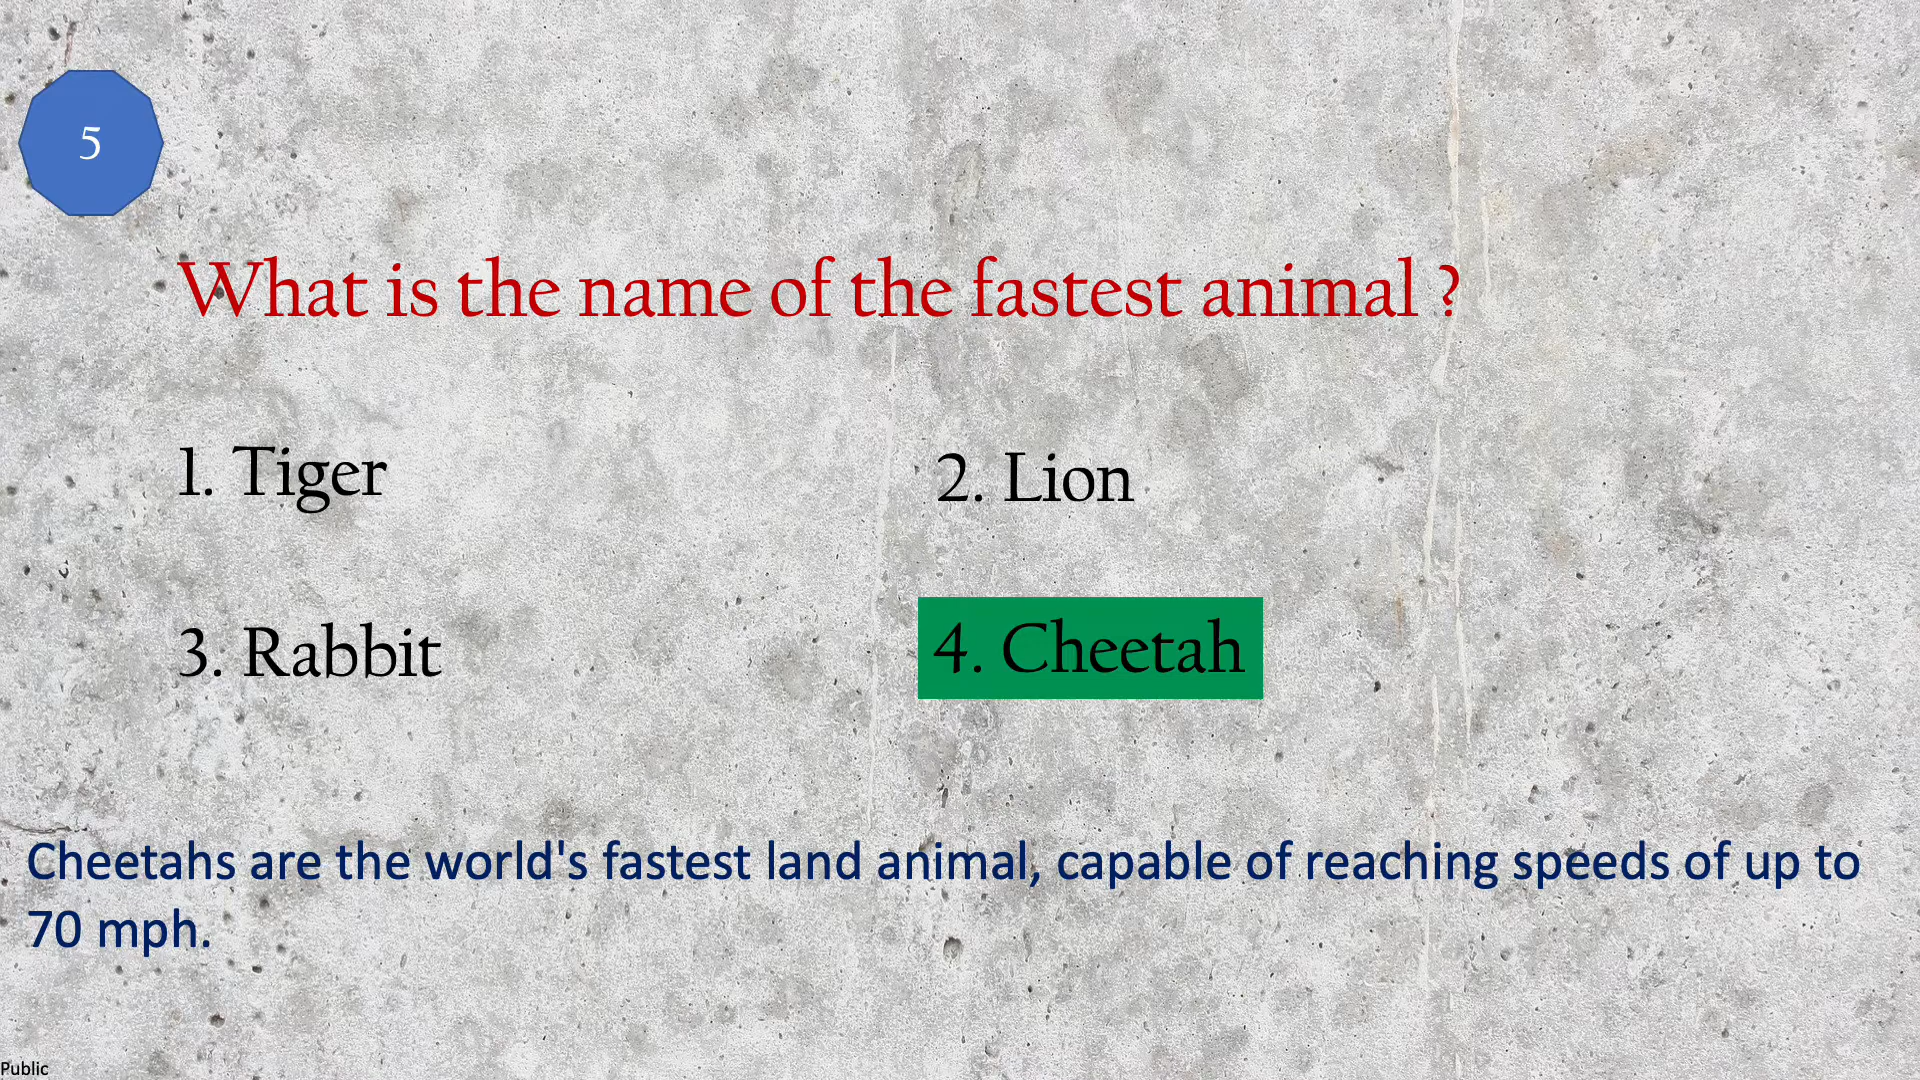 5
What is the name of the fastest animal ?
1. Tiger
2. Lion
3. Rabbit
4. Cheetah
Cheetahs are the world's fastest land animal, capable of reaching speeds of up to
70 mph.
Public